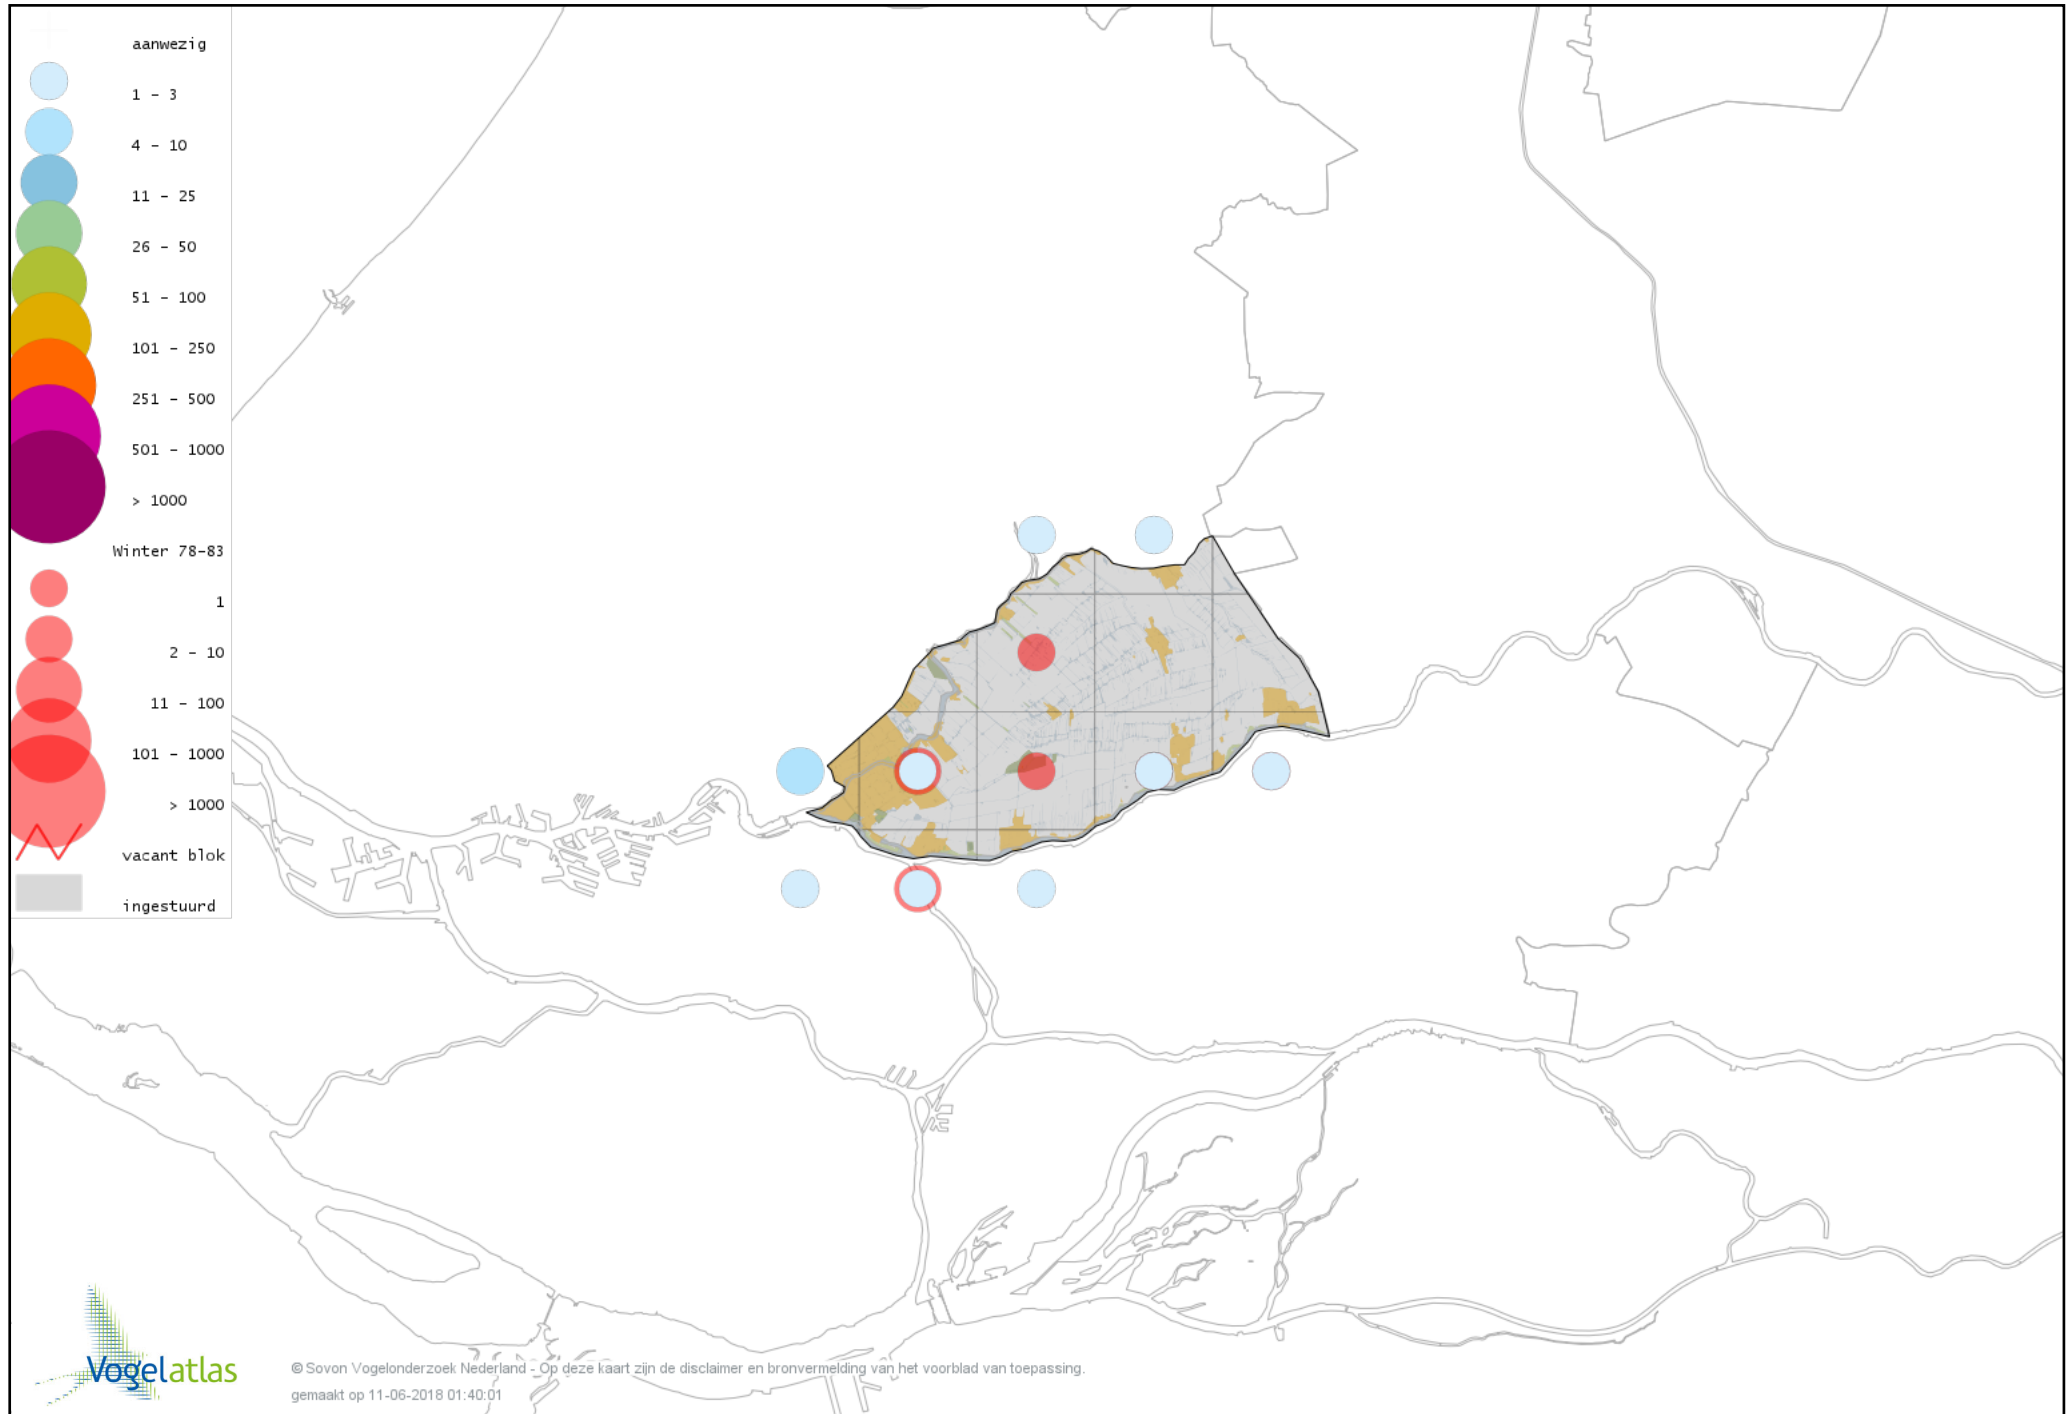 aanwezig
1 - 3
4 - 10
11 - 25
26 - 50
51 - 100
101 - 250
251 - 500
501 - 1000
> 1000
Winter 78-83
1
2 - 10
11 - 100
101 - 1000
> 1000
vacant blok
ingestuurd
Vogelatlas
© Sovon Vogelonderzoek Nederland - Op deze kaart zijn de disclaimer en bronvermelding van het voorblad van toepassing.
gemaakt op 11-06-2018 01:40:01